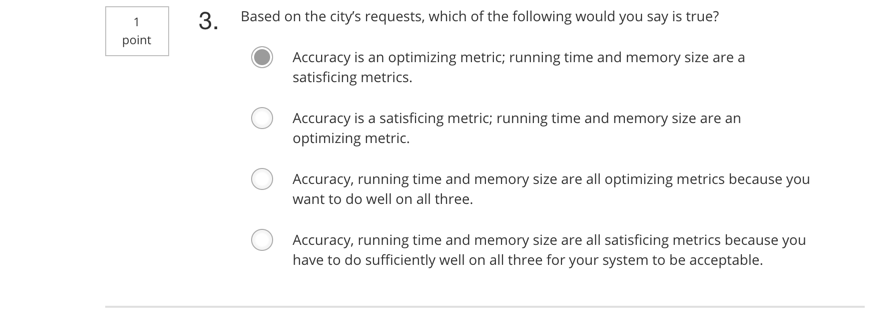 1
point
3.
Based on the city's requests, which of the following would you say is true?
Accuracy is an optimizing metric; running time and memory size are a
satisficing metrics.
Accuracy is a satisficing metric; running time and memory size are an
optimizing metric.
Accuracy, running time and memory size are all optimizing metrics because you
want to do well on all three.
Accuracy, running time and memory size are all satisficing metrics because you
have to do sufficiently well on all three for your system to be acceptable.